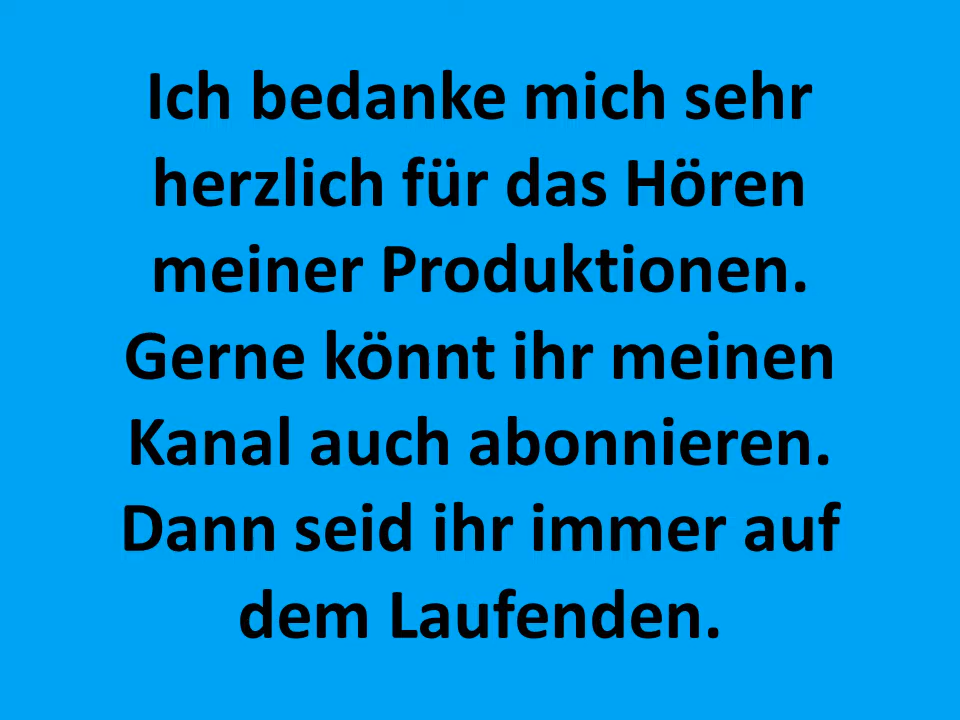 Ich bedanke mich sehr
herzlich für das Hören
meiner Produktionen.
Gerne könnt ihr meinen
Kanal auch abonnieren.
Dann seid ihr immer auf
dem Laufenden.